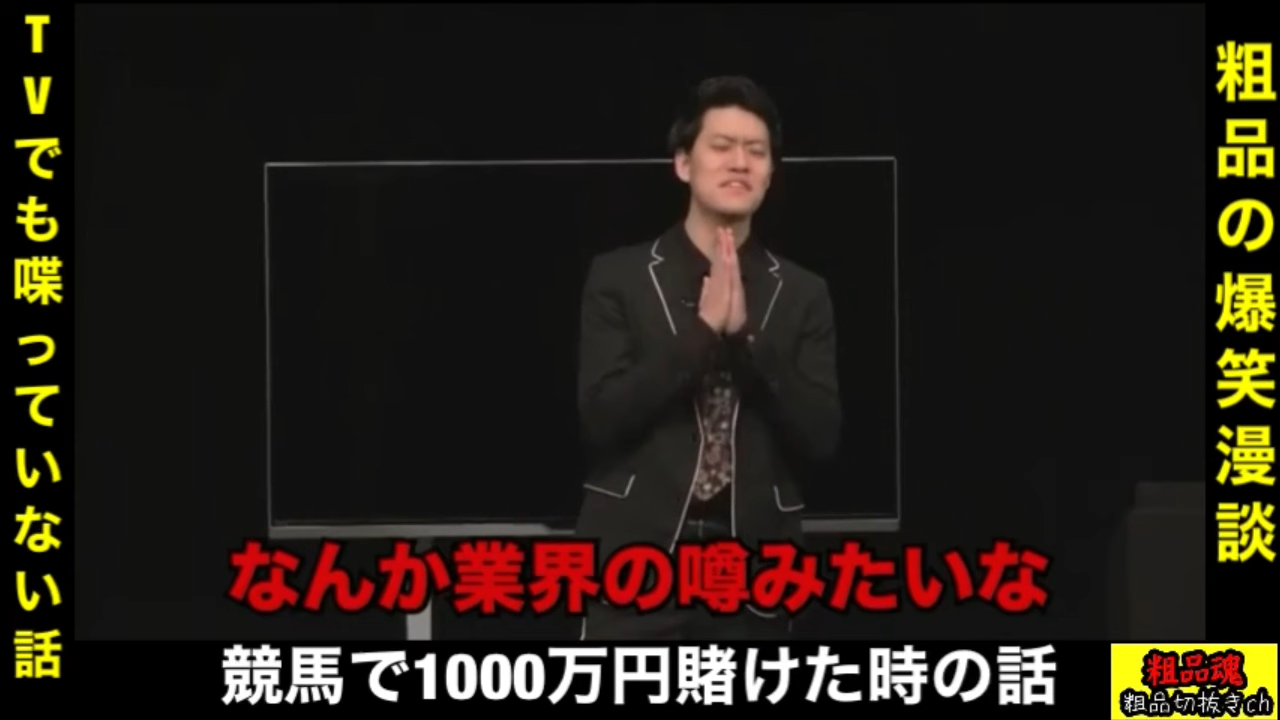 TVでも喋っていない話
粗品の爆笑漫談
なんか業界の噂みたいな
競馬で1000万円賭けた時の話
粗品魂
粗品切抜きch